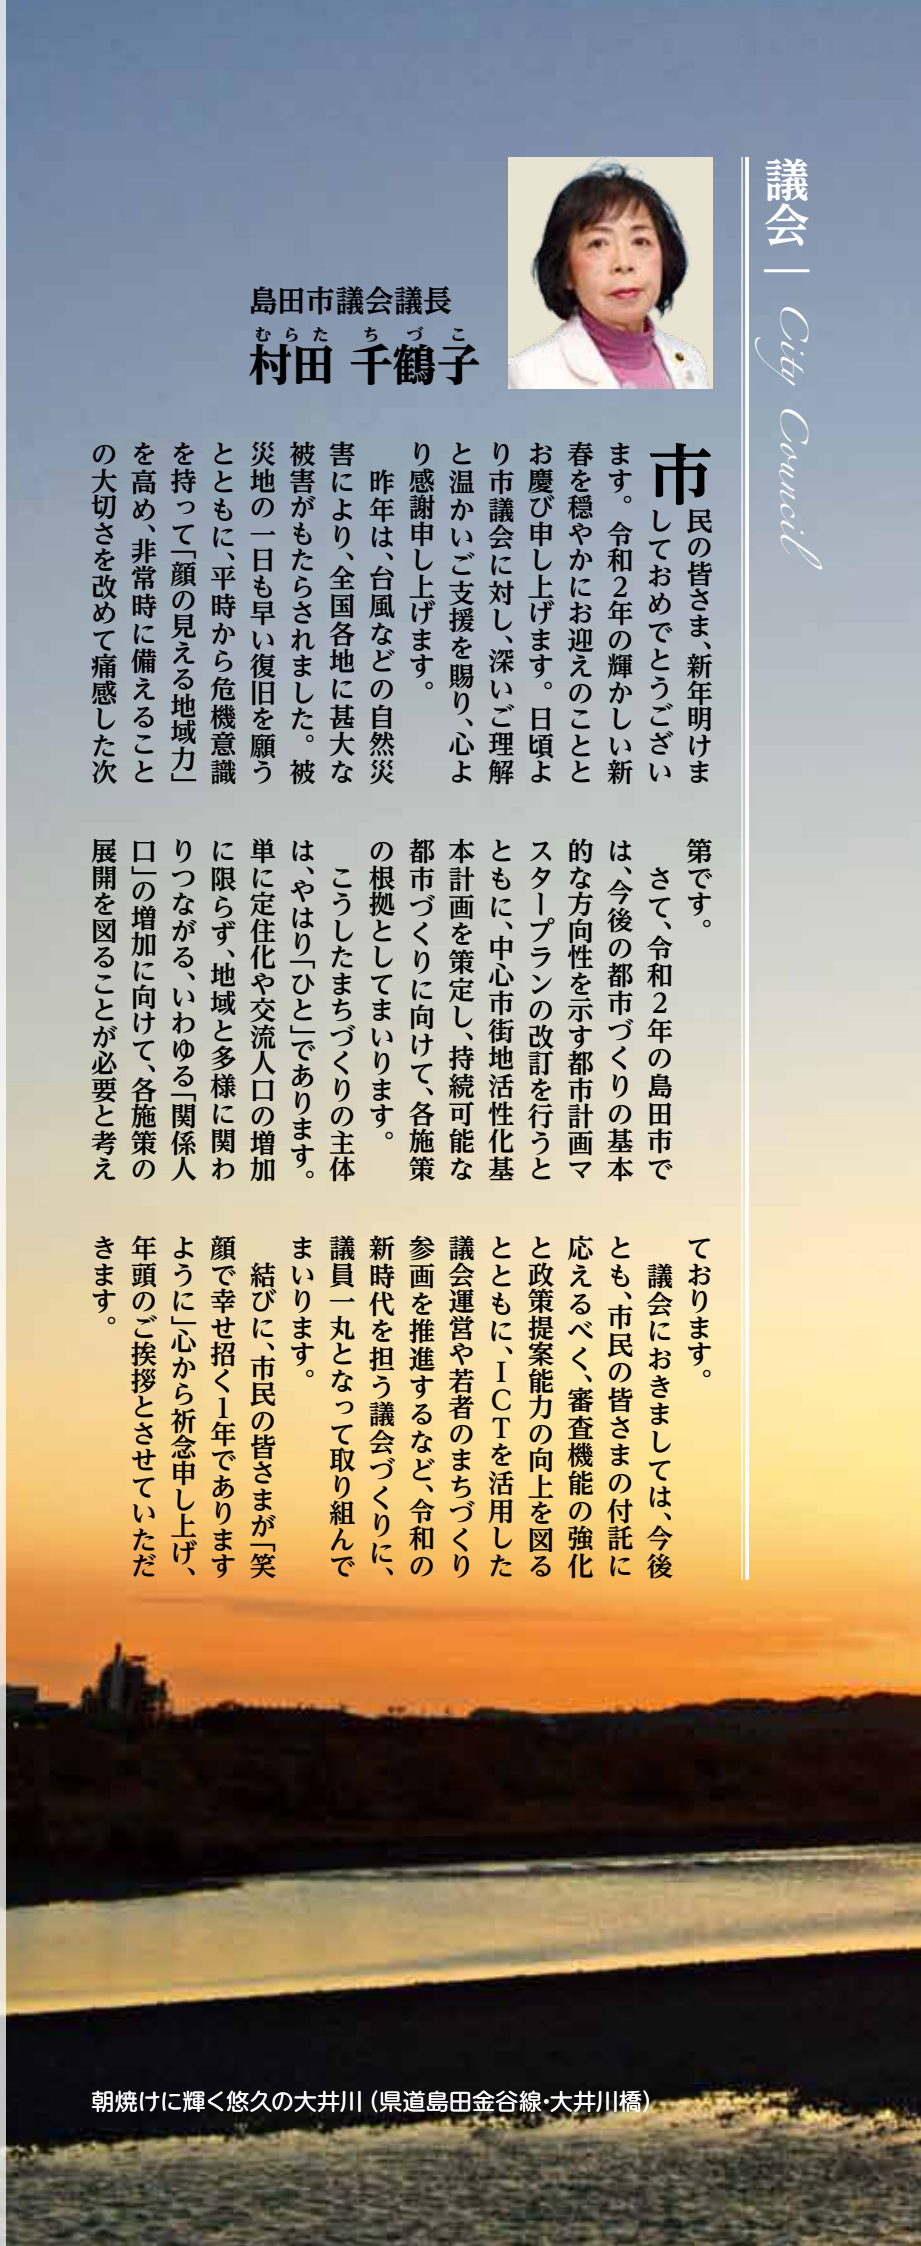 議会 | City Council
島田市議会議長
むらた ちづこ
村田 千鶴子
市民の皆さま、新年明けま
しておめでとうござい
ます。令和2年の輝かしい新
春を穏やかにお迎えのことと
お慶び申し上げます。日頃よ
り市議会に対し、深いご理解
と温かいご支援を賜り、心よ
り感謝申し上げます。
昨年は、台風などの自然災
害により、全国各地に甚大な
被害がもたらされました。被
災地の一日も早い復旧を願う
とともに、平時から危機意識
を持って「顔の見える地域力」
を高め、非常時に備えること
の大切さを改めて痛感した次
第です。
さて、令和2年の島田市で
は、今後の都市づくりの基本
的な方向性を示す都市計画マ
スタープランの改訂を行うと
ともに、中心市街地活性化基
本計画を策定し、持続可能な
都市づくりに向けて、各施策
の根拠としてまいります。
こうしたまちづくりの主体
は、やはり「ひと」であります。
単に定住化や交流人口の増加
に限らず、地域と多様に関わ
りつながる、いわゆる「関係人
口」の増加に向けて、各施策の
展開を図ることが必要と考え
ております。
議会におきましては、今後
とも、市民の皆さまの付託に
応えるべく、審査機能の強化
と政策提案能力の向上を図る
とともに、ICTを活用した
議会運営や若者のまちづくり
参画を推進するなど、令和の
新時代を担う議会づくりに、
議員一丸となって取り組んで
まいります。
結びに、市民の皆さまが「笑
顔で幸せ招く1年であります
ように」心から祈念申し上げ、
年頭のご挨拶とさせていただ
きます。
朝焼けに輝く悠久の大井川（県道島田金谷線・大井川橋）